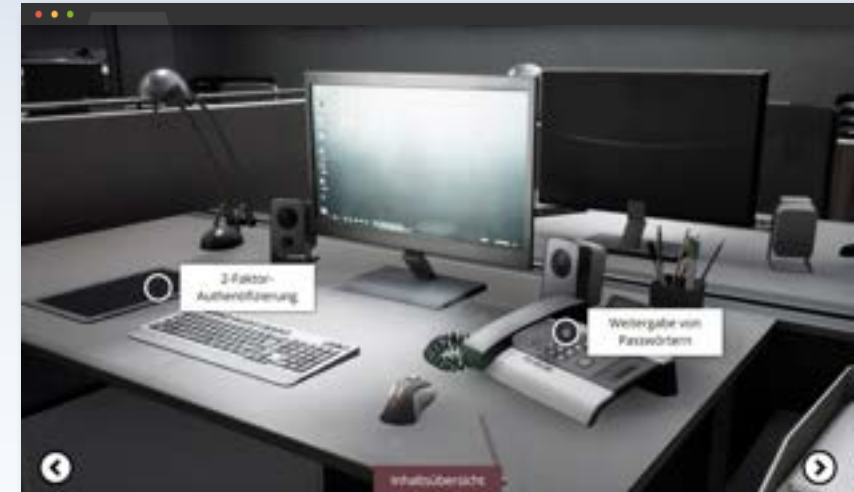 2-Faktor-
Authentifizierung
Weitergabe von
Passwörtern
Inhaltsübersicht